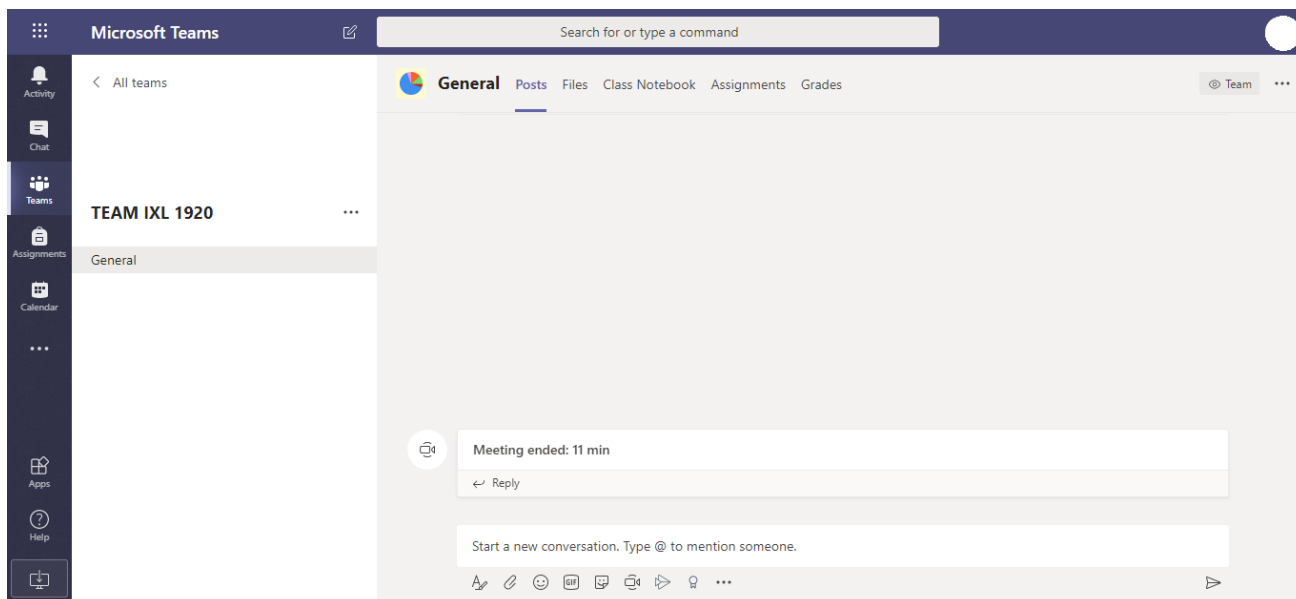 Microsoft Teams
Search for or type a command
Activity
Chat
Teams
Assignments
Calendar
Apps
Help
All teams
TEAM IXL 1920
General
General Posts Files Class Notebook Assignments Grades
Team
Meeting ended: 11 min
Reply
Start a new conversation. Type @ to mention someone.
GIF